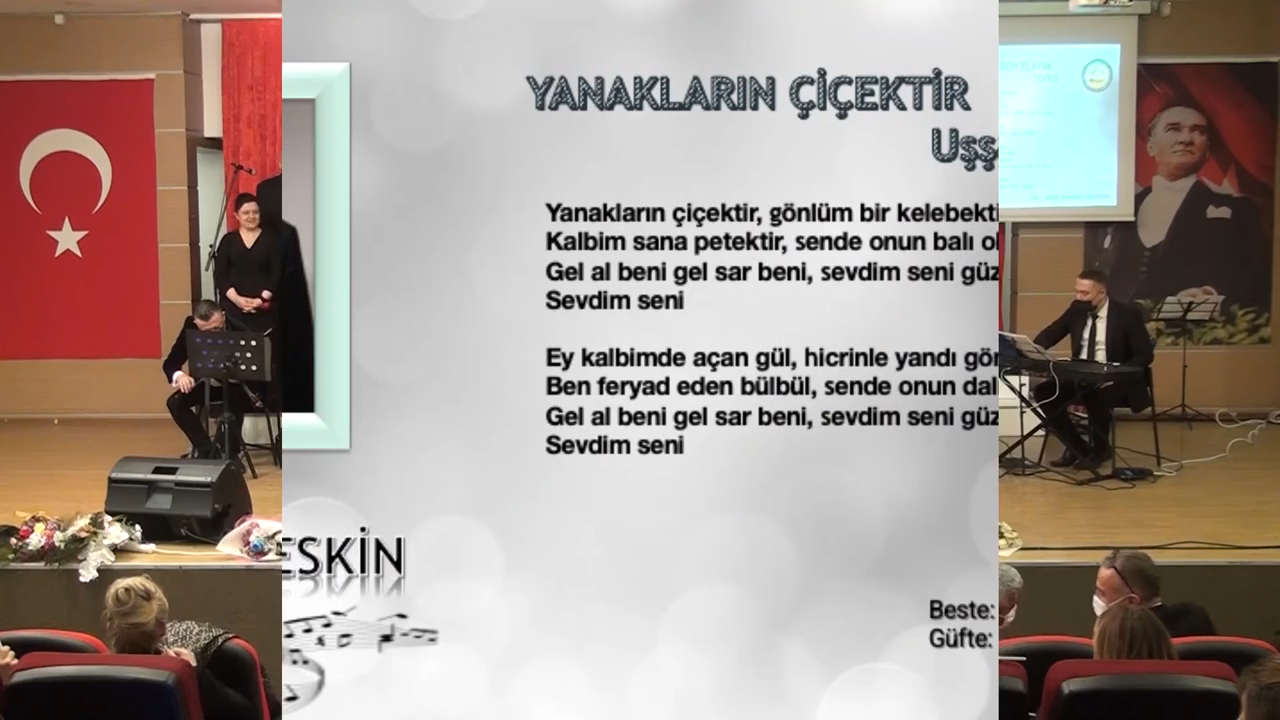 YANAKLARIN ÇİÇEKTİR
Uşş
Yanakların çiçektir, gönlüm bir kelebekti
Kalbim sana petektir, sende onun balı ol
Gel al beni gel sar beni, sevdim seni güz
Sevdim seni
Ey kalbimde açan gül, hicrinle yandı gön
Ben feryad eden bülbül, sende onun dal
Gel al beni gel sar beni, sevdim seni güz
Sevdim seni
ESKİN
Beste:
Güfte: